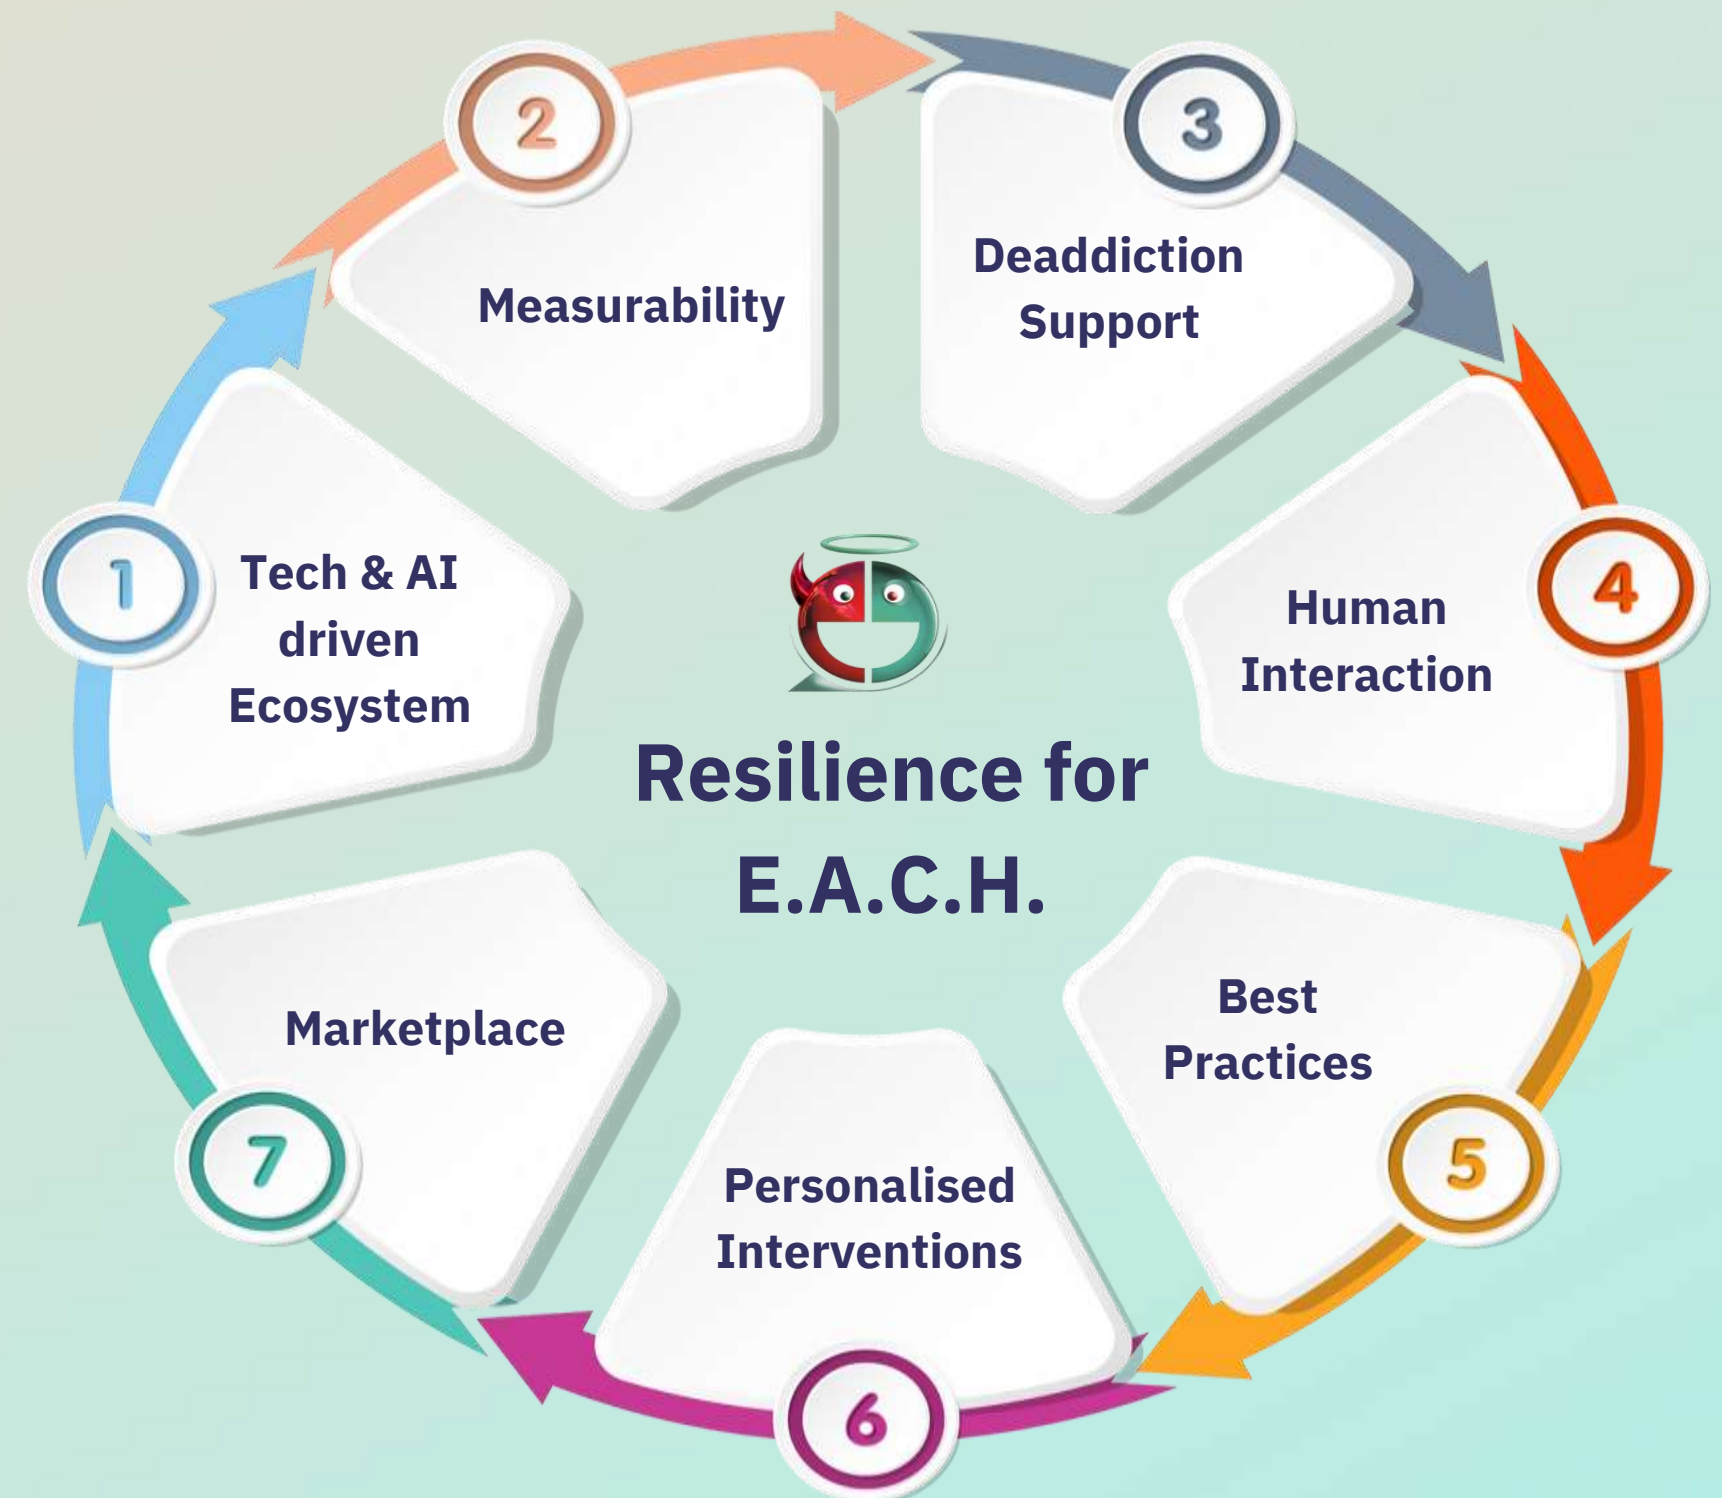 1
Tech & AI
driven
Ecosystem
2
Measurability
3
Deaddiction
Support
4
Human
Interaction
5
Best
Practices
6
Personalised
Interventions
7
Marketplace
Resilience for
E.A.C.H.